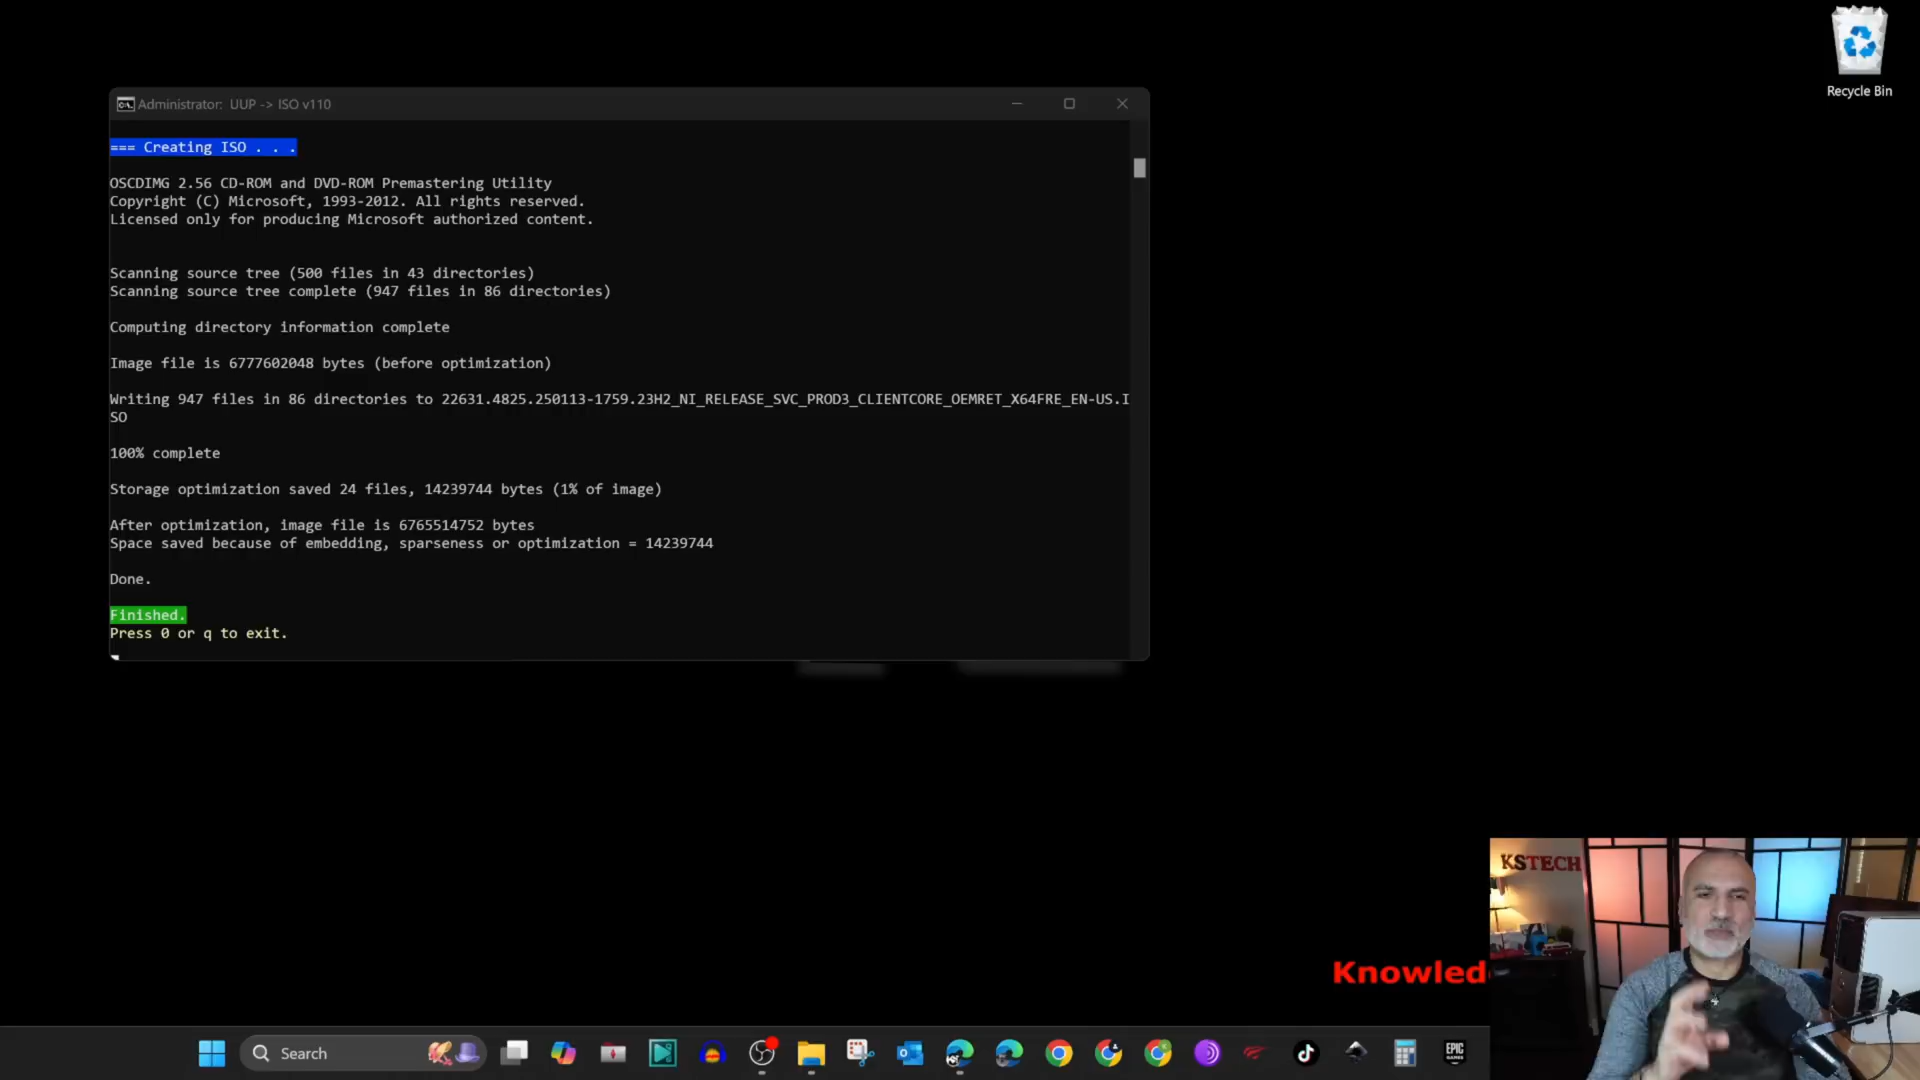 Recycle Bin
Administrator: UUP -> ISO v110
=== Creating ISO . . .
OSCDIMG 2.56 CD-ROM and DVD-ROM Premastering Utility
Copyright (C) Microsoft, 1993-2012. All rights reserved.
Licensed only for producing Microsoft authorized content.
Scanning source tree (500 files in 43 directories)
Scanning source tree complete (947 files in 86 directories)
Computing directory information complete
Image file is 6777602048 bytes (before optimization)
Writing 947 files in 86 directories to 22631.4825.250113-1759.23H2_NI_RELEASE_SVC_PROD3_CLIENTCORE_OEMRET_X64FRE_EN-US.I
SO
100% complete
Storage optimization saved 24 files, 14239744 bytes (1% of image)
After optimization, image file is 6765514752 bytes
Space saved because of embedding, sparseness or optimization = 14239744
Done.
Finished.
Press 0 or q to exit.
KSTECH
Knowled
Search
EPIC
GAMES